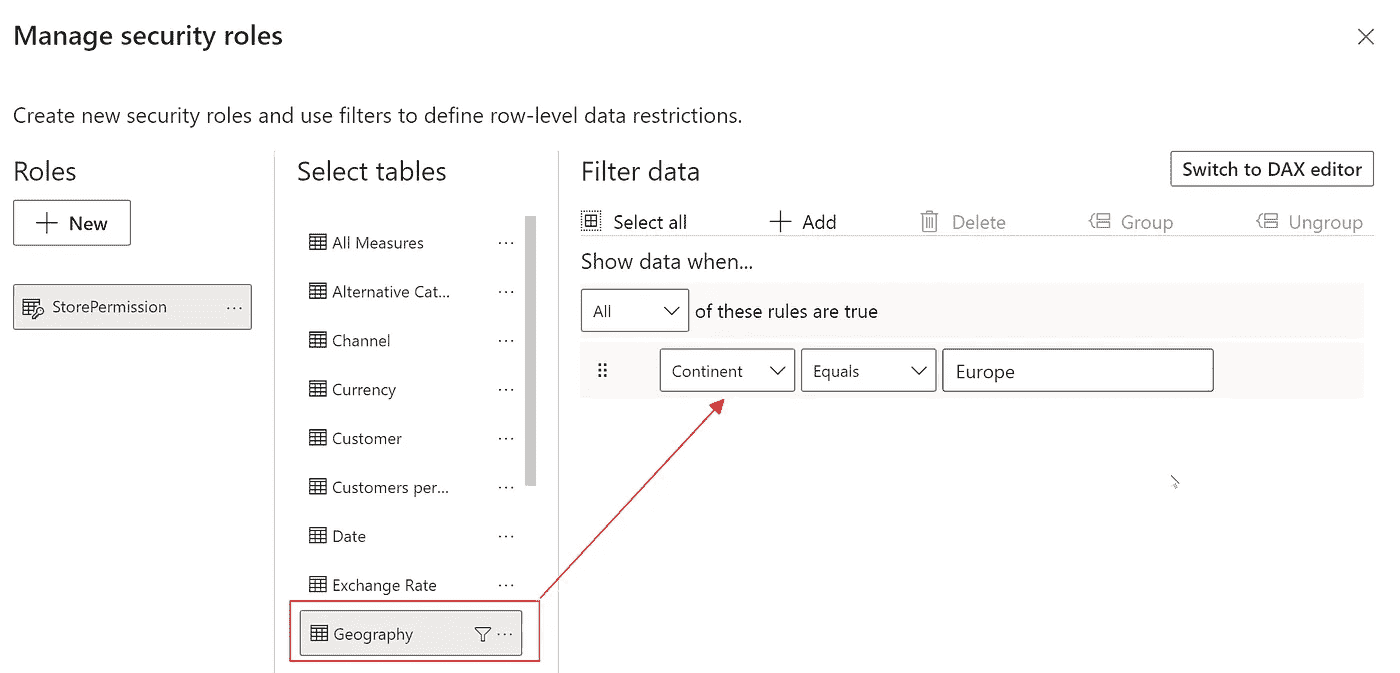 Manage security roles
Create new security roles and use filters to define row-level data restrictions.
Roles
New
StorePermission
Select tables
All Measures
Alternative Cat...
Channel
Currency
Customer
Customers per...
Date
Exchange Rate
Geography
Filter data
Switch to DAX editor
Select all
Add
Delete
Group
Ungroup
Show data when...
All of these rules are true
Continent Equals Europe